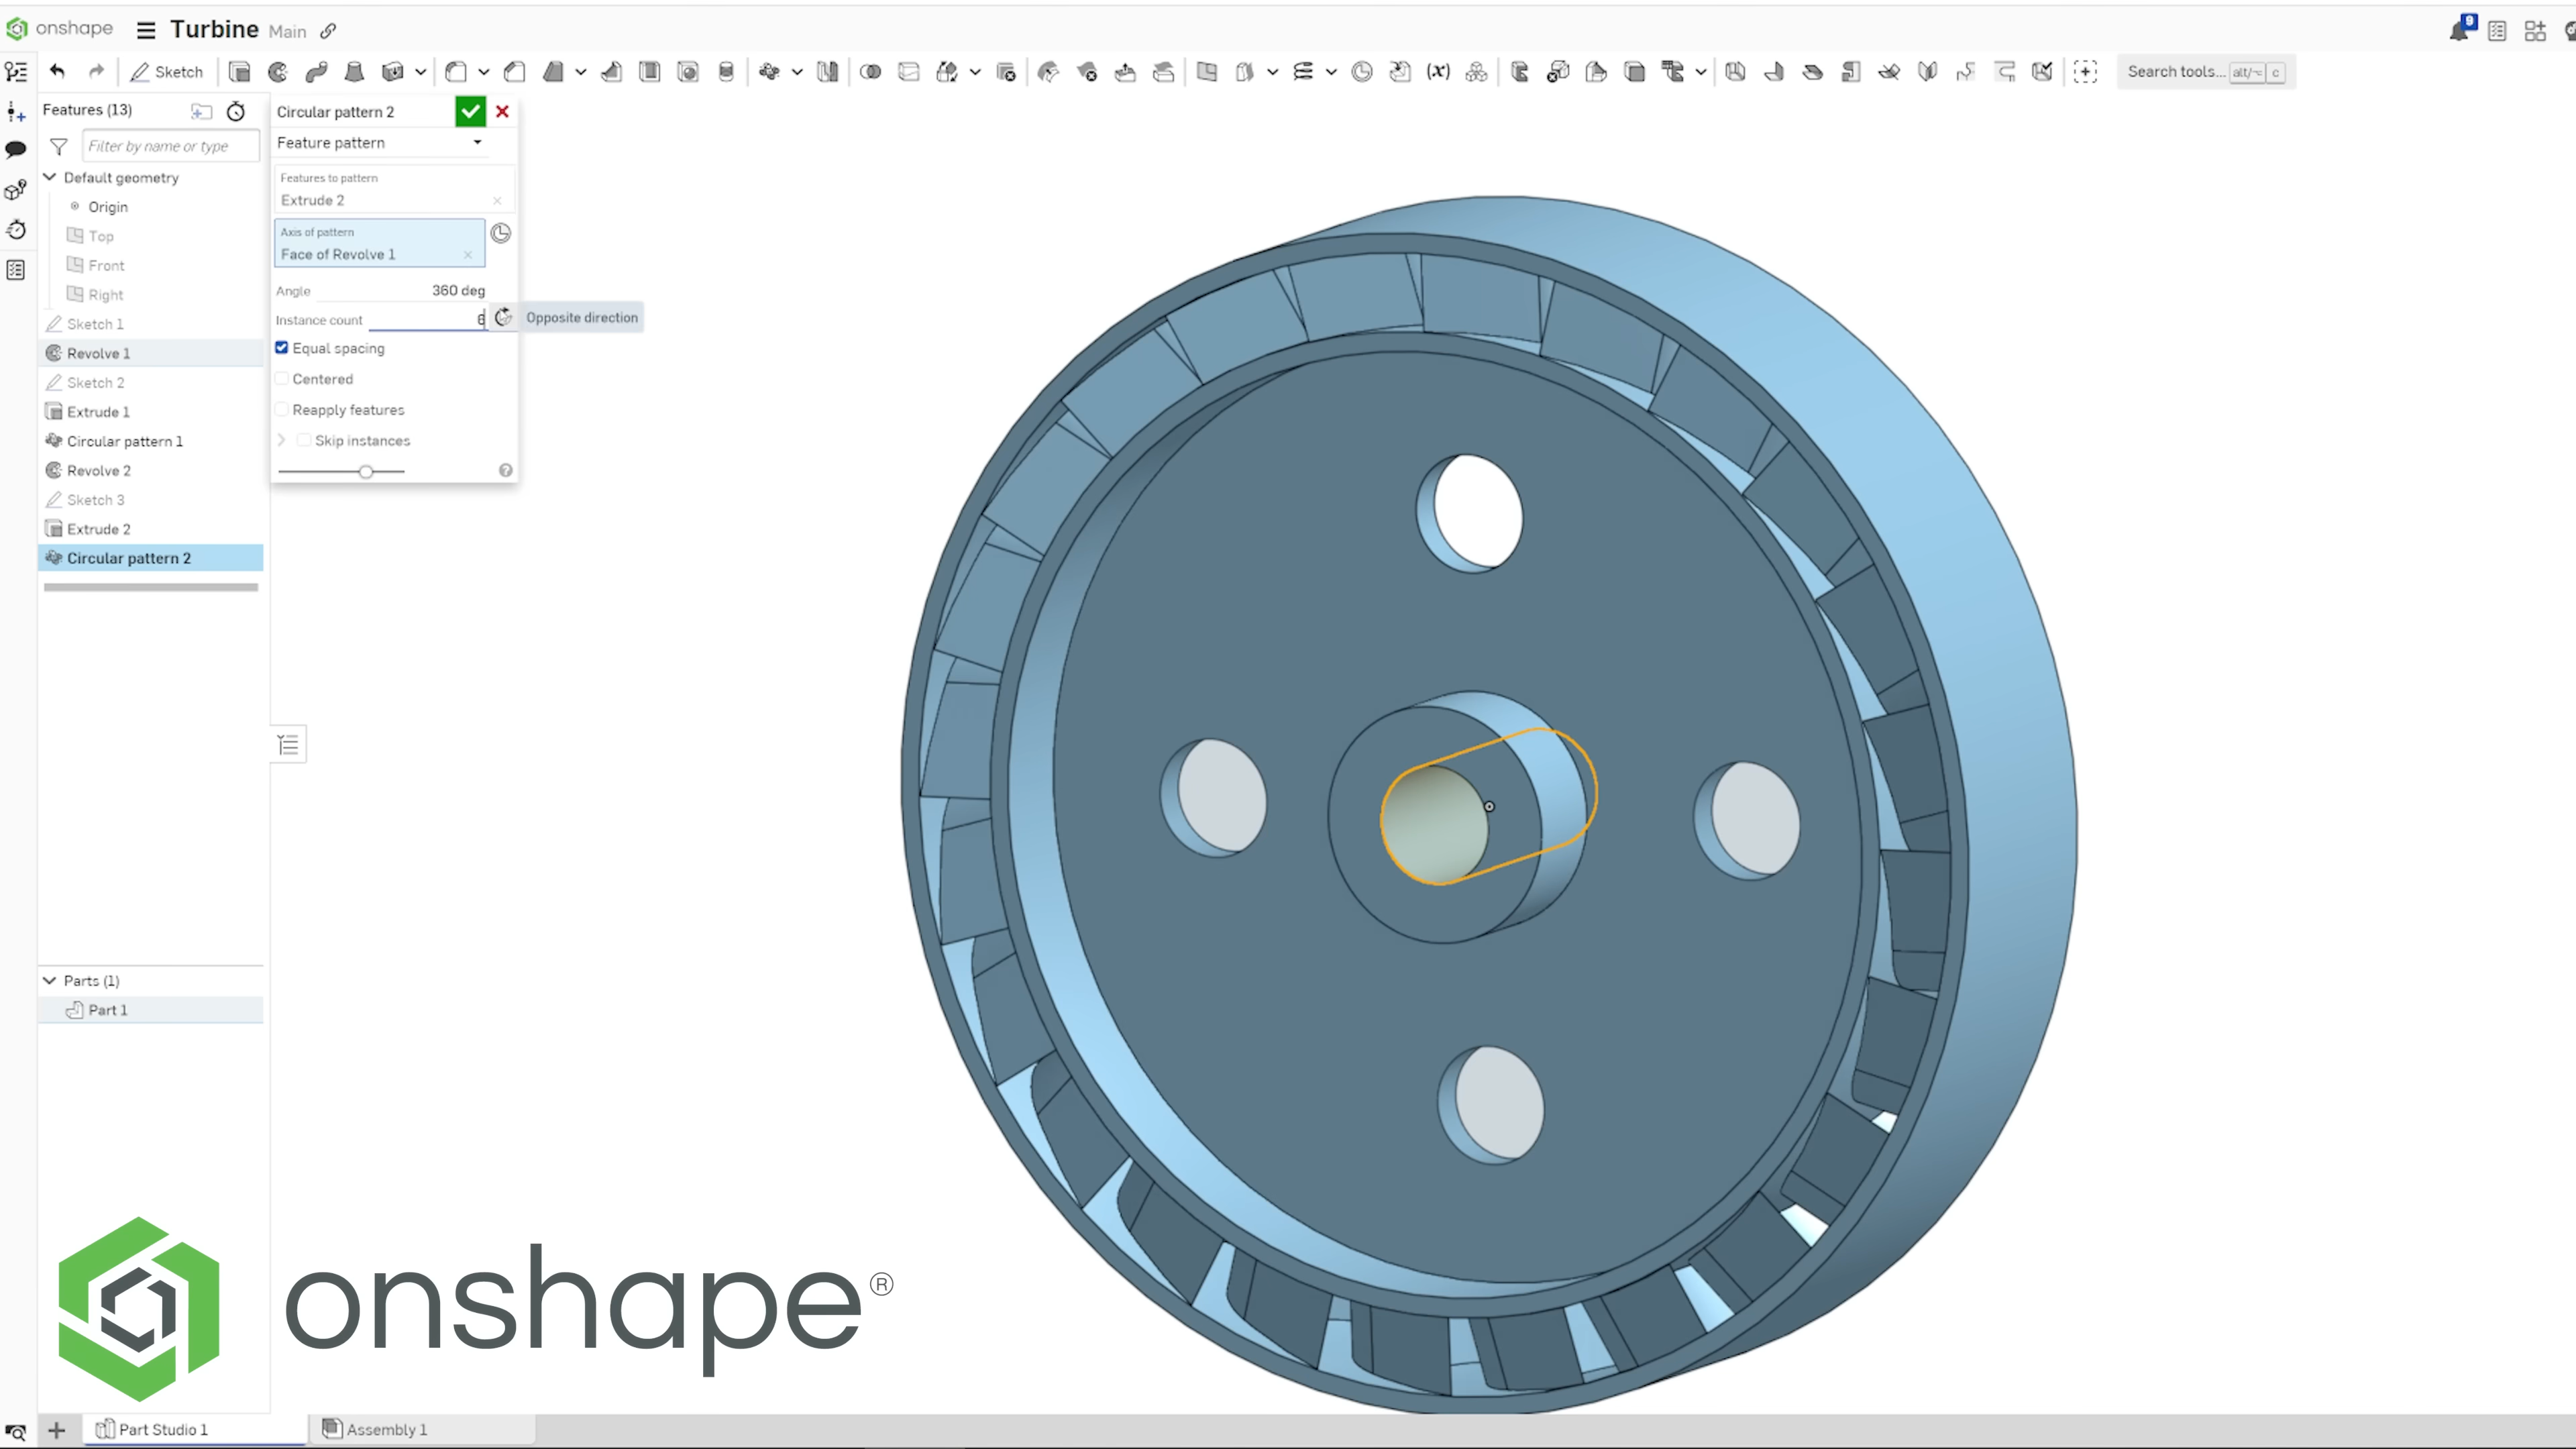 onshape Turbine Main
9
Sketch
(x)
Search tools... alt/⌥ c
Features (13)
Filter by name or type
Default geometry
Origin
Top
Front
Right
Sketch 1
Revolve 1
Sketch 2
Extrude 1
Circular pattern 1
Revolve 2
Sketch 3
Extrude 2
Circular pattern 2
Circular pattern 2
Feature pattern
Features to pattern
Extrude 2
Axis of pattern
Face of Revolve 1
Angle 360 deg
Instance count 6
Opposite direction
Equal spacing
Centered
Reapply features
Skip instances
Parts (1)
Part 1
onshape®
Part Studio 1
Assembly 1